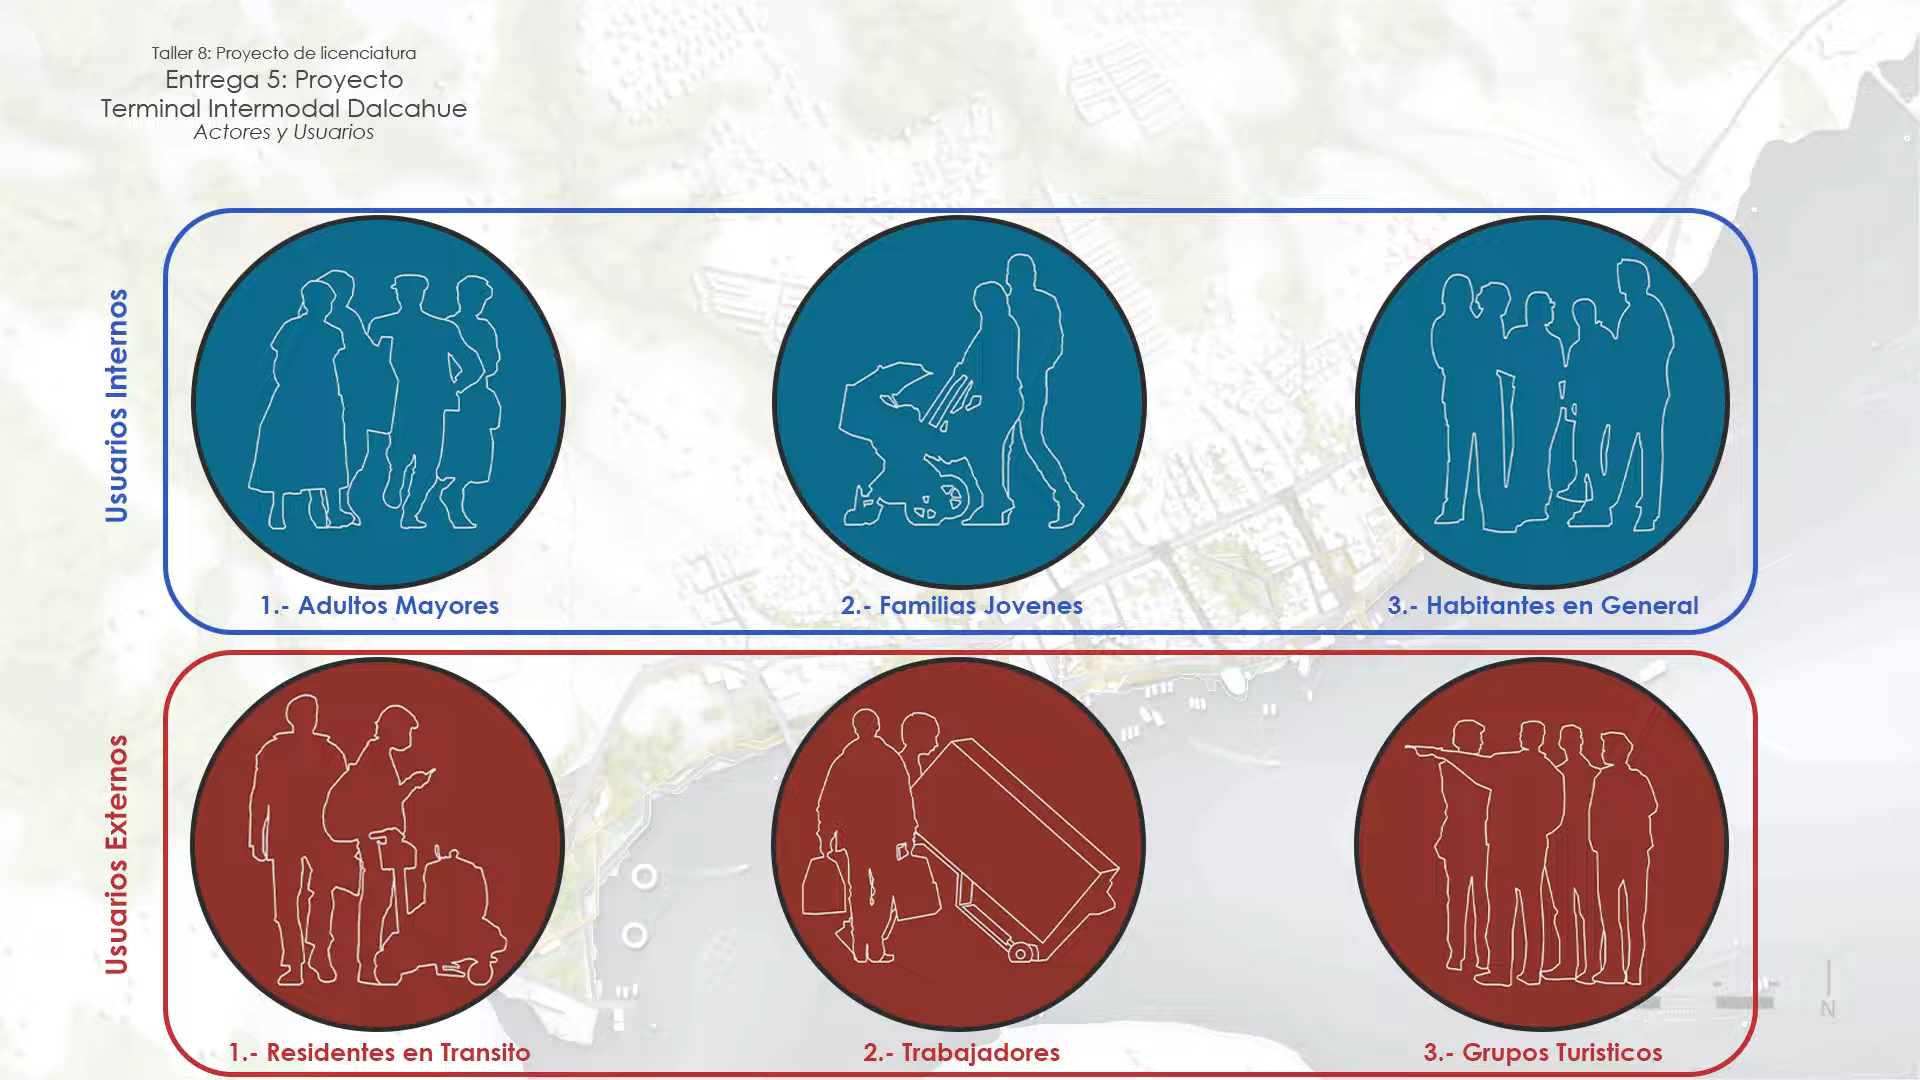 Taller 8: Proyecto de licenciatura
Entrega 5: Proyecto
Terminal Intermodal Dalcahue
Actores y Usuarios
Usuarios Internos
1.- Adultos Mayores
2.- Familias Jovenes
3.- Habitantes en General
Usuarios Externos
1.- Residentes en Transito
2.- Trabajadores
3.- Grupos Turisticos
N